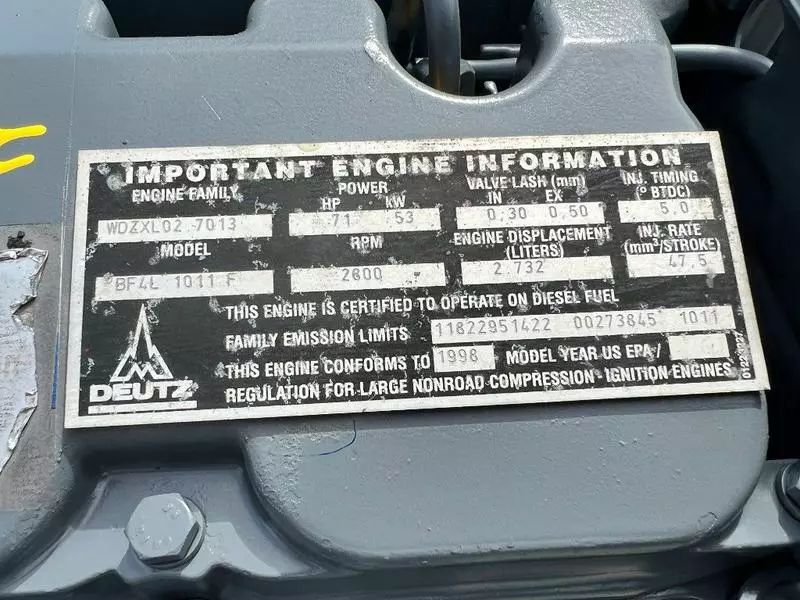 IMPORTANT ENGINE INFORMATION
ENGINE FAMILY POWER VALVE LASH (mm) INJ. TIMING
HP KW IN EX (° BTDC)
WDZXL02.7013 71 53 0,30 0,50 5,0
MODEL RPM ENGINE DISPLACEMENT (LITERS) INJ. RATE (mm³/STROKE)
BF4L 1011 F 2800 2.732 47,5
THIS ENGINE IS CERTIFIED TO OPERATE ON DIESEL FUEL
FAMILY EMISSION LIMITS 11822951422 00273845 1011
THIS ENGINE CONFORMS TO 1998 MODEL YEAR US EPA/
REGULATION FOR LARGE NONROAD COMPRESSION - IGNITION ENGINES
DEUTZ